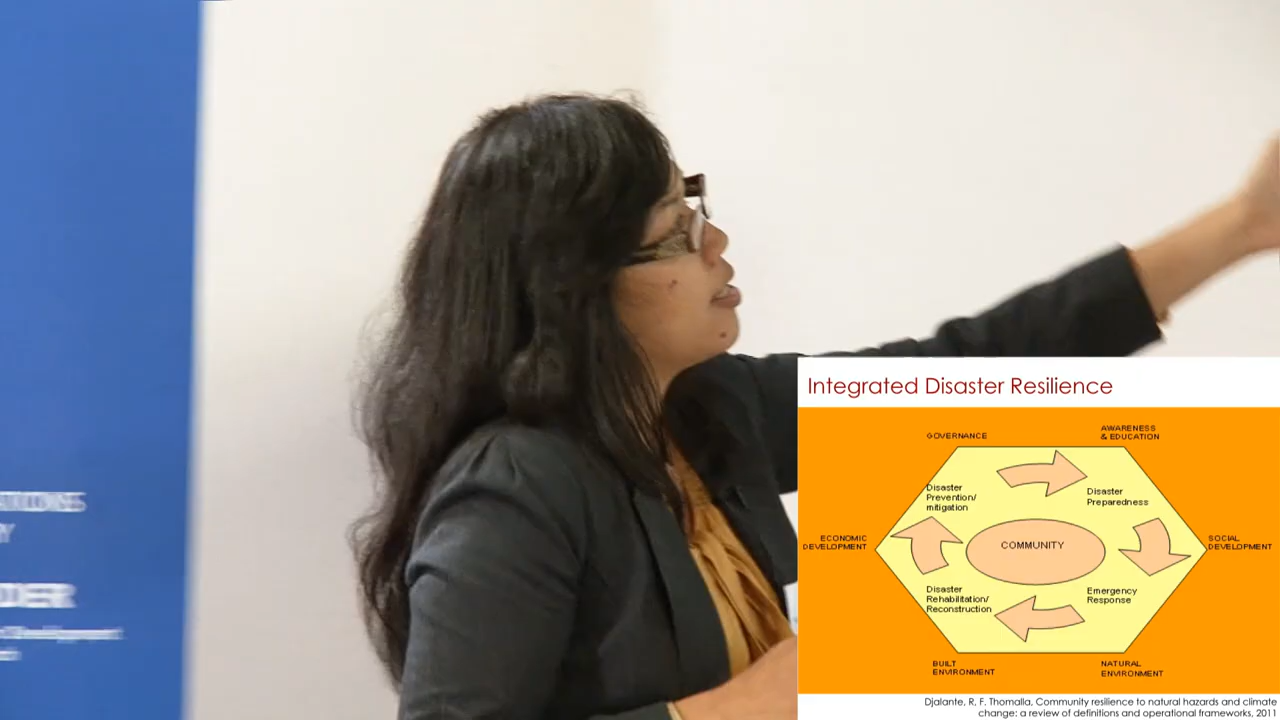 DER
Integrated Disaster Resilience
GOVERNANCE
AWARENESS
& EDUCATION
Disaster
Prevention/
mitigation
Disaster
Preparedness
ECONOMIC
DEVELOPMENT
COMMUNITY
SOCIAL
DEVELOPMENT
Disaster
Rehabilitation/
Reconstruction
Emergency
Response
BUILT
ENVIRONMENT
NATURAL
ENVIRONMENT
Djalante, R, F. Thomalla, Community resilience to natural hazards and climate
change: a review of definitions and operational frameworks, 2011